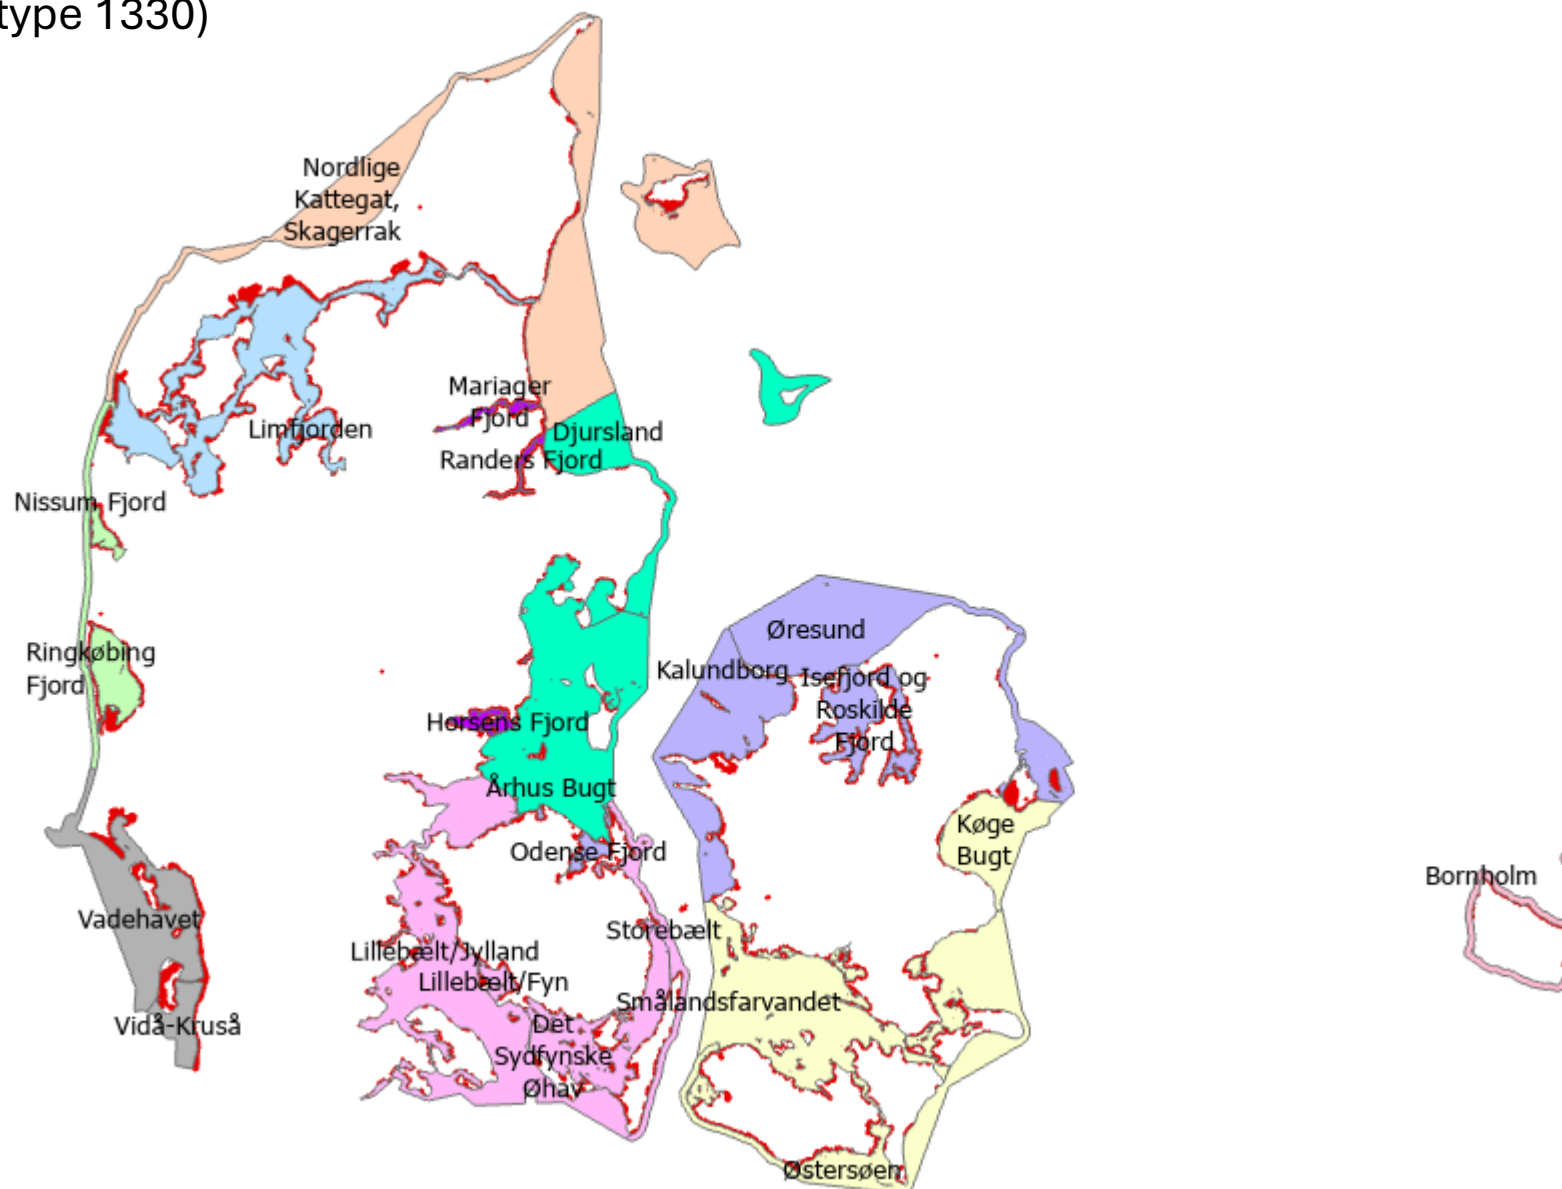 type 1330)
Nordlige
Kattegat,
Skagerrak
Mariager
Fjord
Limfjorden
Djursland
Randers Fjord
Nissum Fjord
Øresund
Ringkøbing
Fjord
Kalundborg
Isefjord og
Roskilde
Fjord
Horsens Fjord
Århus Bugt
Køge
Bugt
Odense Fjord
Bornholm
Vadehavet
Storebælt
Lillebælt/Jylland
Lillebælt/Fyn
Smålandsfarvandet
Vidå-Kruså
Det
Sydfynske
Øhav
Østersøen